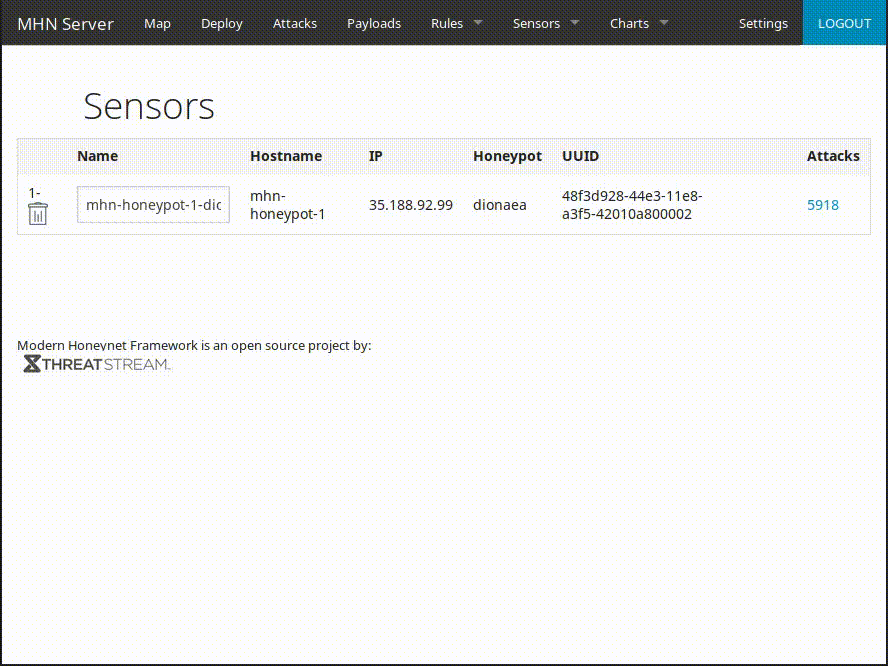 MHN Server Map Deploy Attacks Payloads Rules Sensors Charts Settings LOGOUT
Sensors
Name Hostname IP Honeypot UUID Attacks
1-
mhn-honeypot-1-dio mhn-honeypot-1 35.188.92.99 dionaea 48f3d928-44e3-11e8-a3f5-42010a800002 5918
Modern Honeynet Framework is an open source project by:
THREATSTREAM